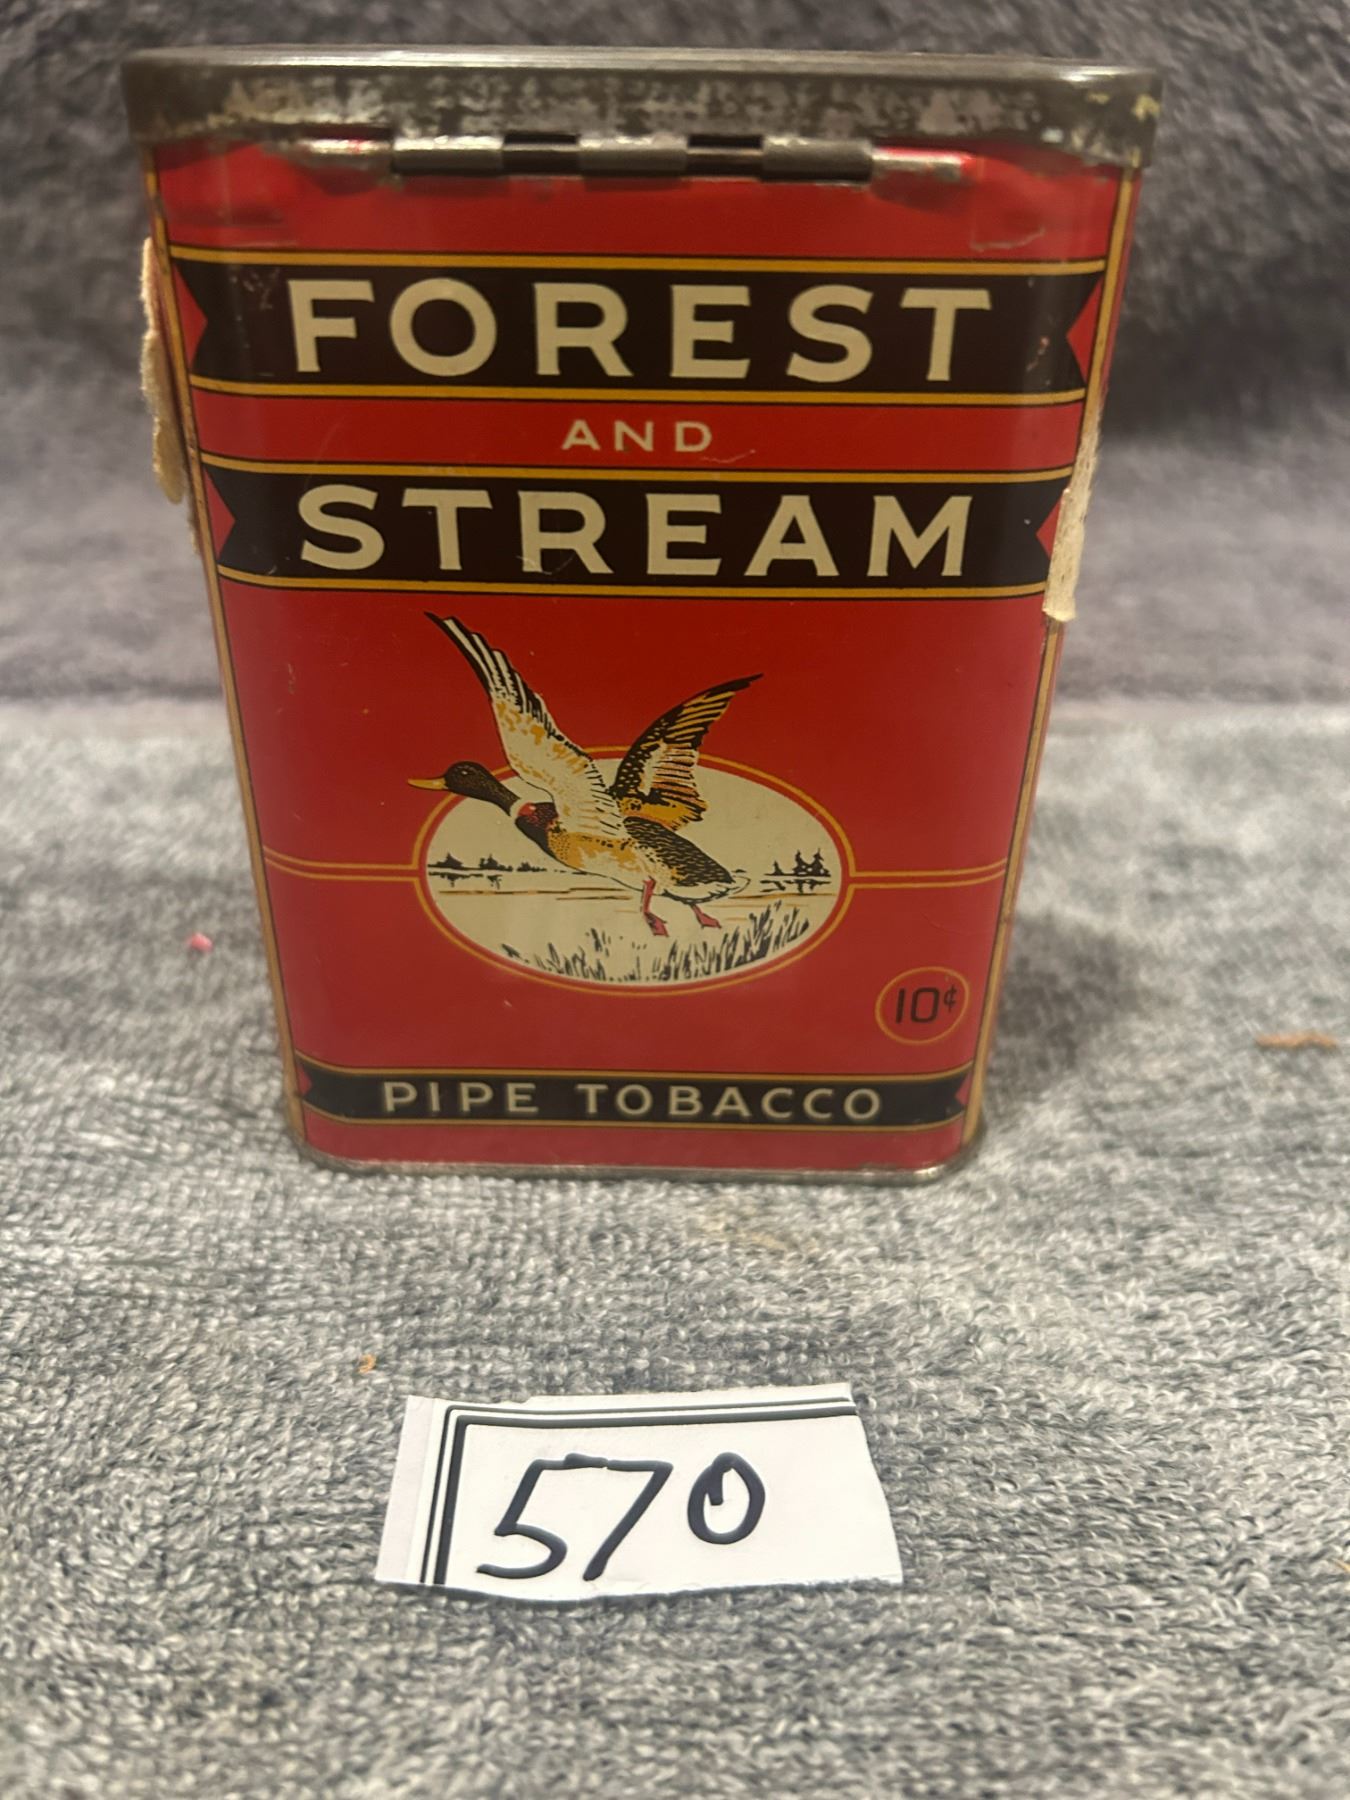 FOREST
AND
STREAM
10¢
PIPE TOBACCO
570